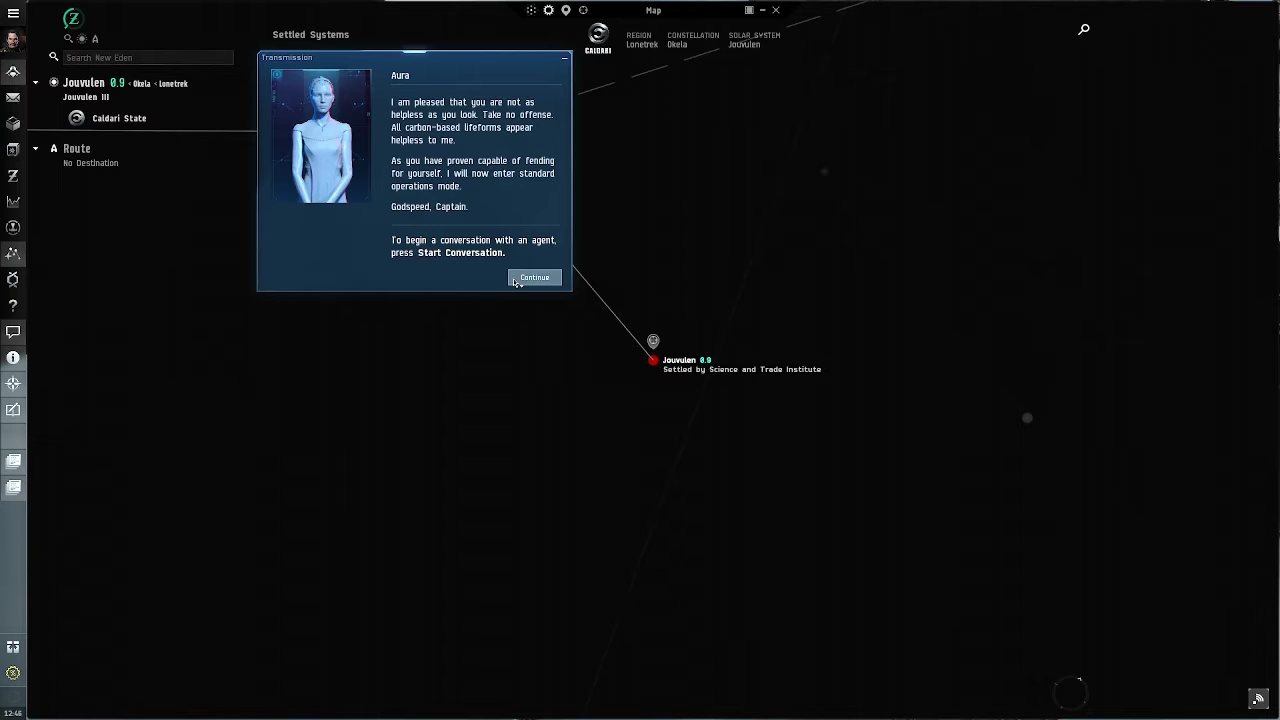 Map
Settled Systems
CALDARI
REGION
Lonetrek
CONSTELLATION
Okela
SOLAR_SYSTEM
Jouvulen
Search New Eden
Jouvulen 0.9 < Okela < Lonetrek
Jouvulen III
Caldari State
Route
No Destination
Transmission
Aura
I am pleased that you are not as
helpless as you look. Take no offense.
All carbon-based lifeforms appear
helpless to me.
As you have proven capable of fending
for yourself, I will now enter standard
operations mode.
Godspeed, Captain.
To begin a conversation with an agent,
press Start Conversation.
Continue
Jouvulen 0.9
Settled by Science and Trade Institute
12:46